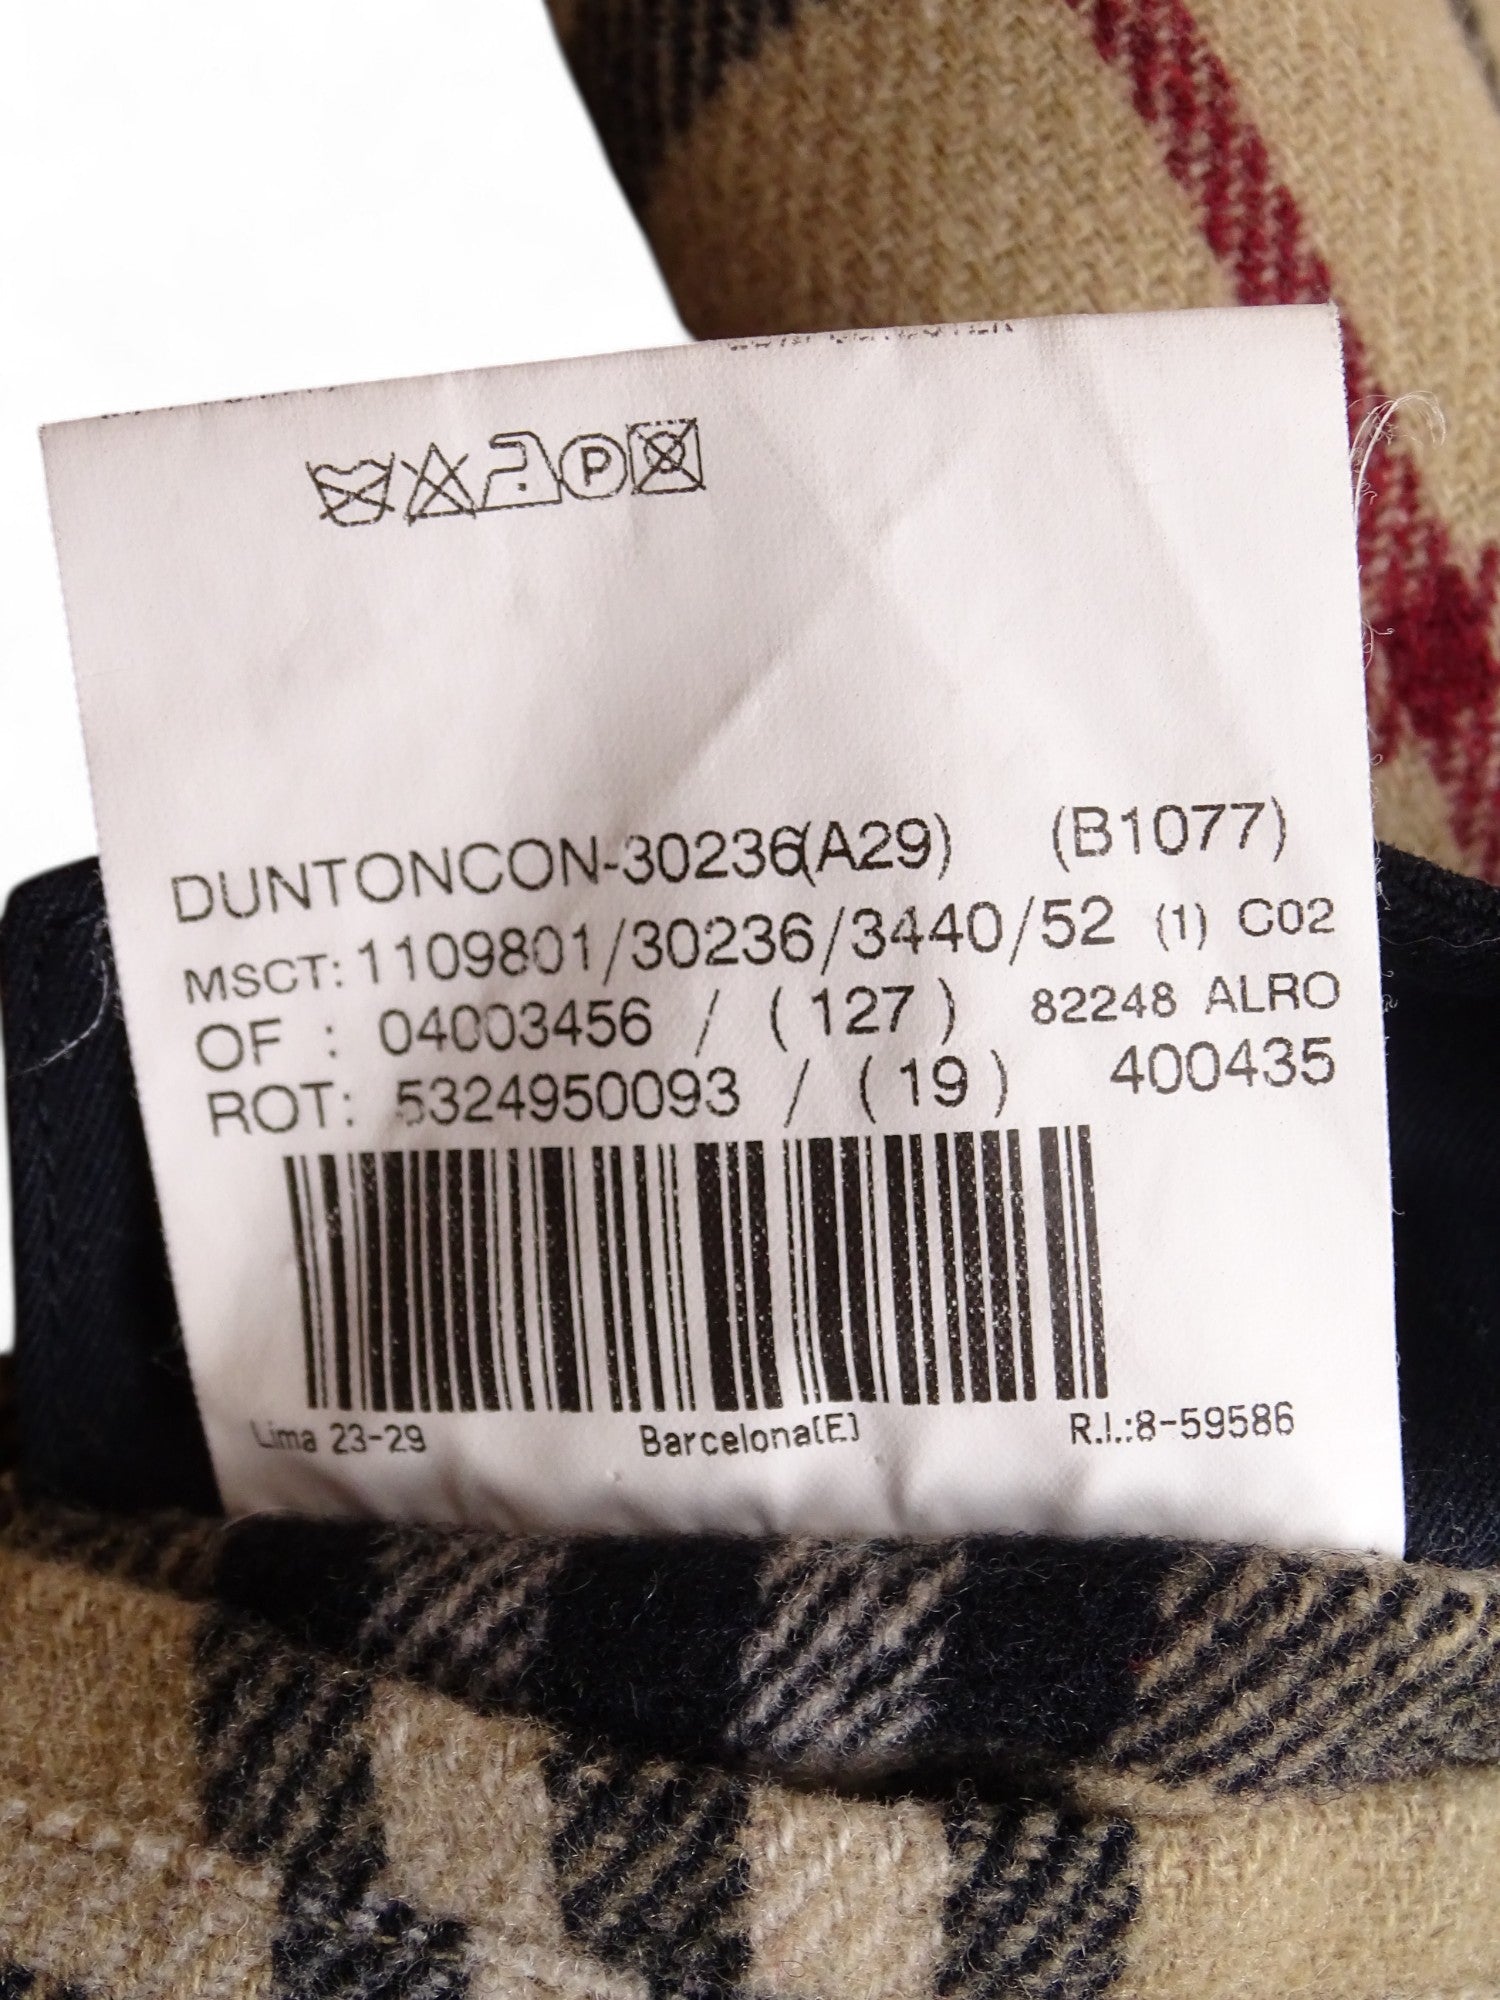 P
DUNTONCON-30236(A29) (B1077)
MSCT: 1109801/30236/3440/52 (1) C02
OF : 04003456 / (127) 82248 ALRO
ROT: 5324950093 / (19) 400435
Lima 23-29 Barcelona(E) R.I.:8-59586